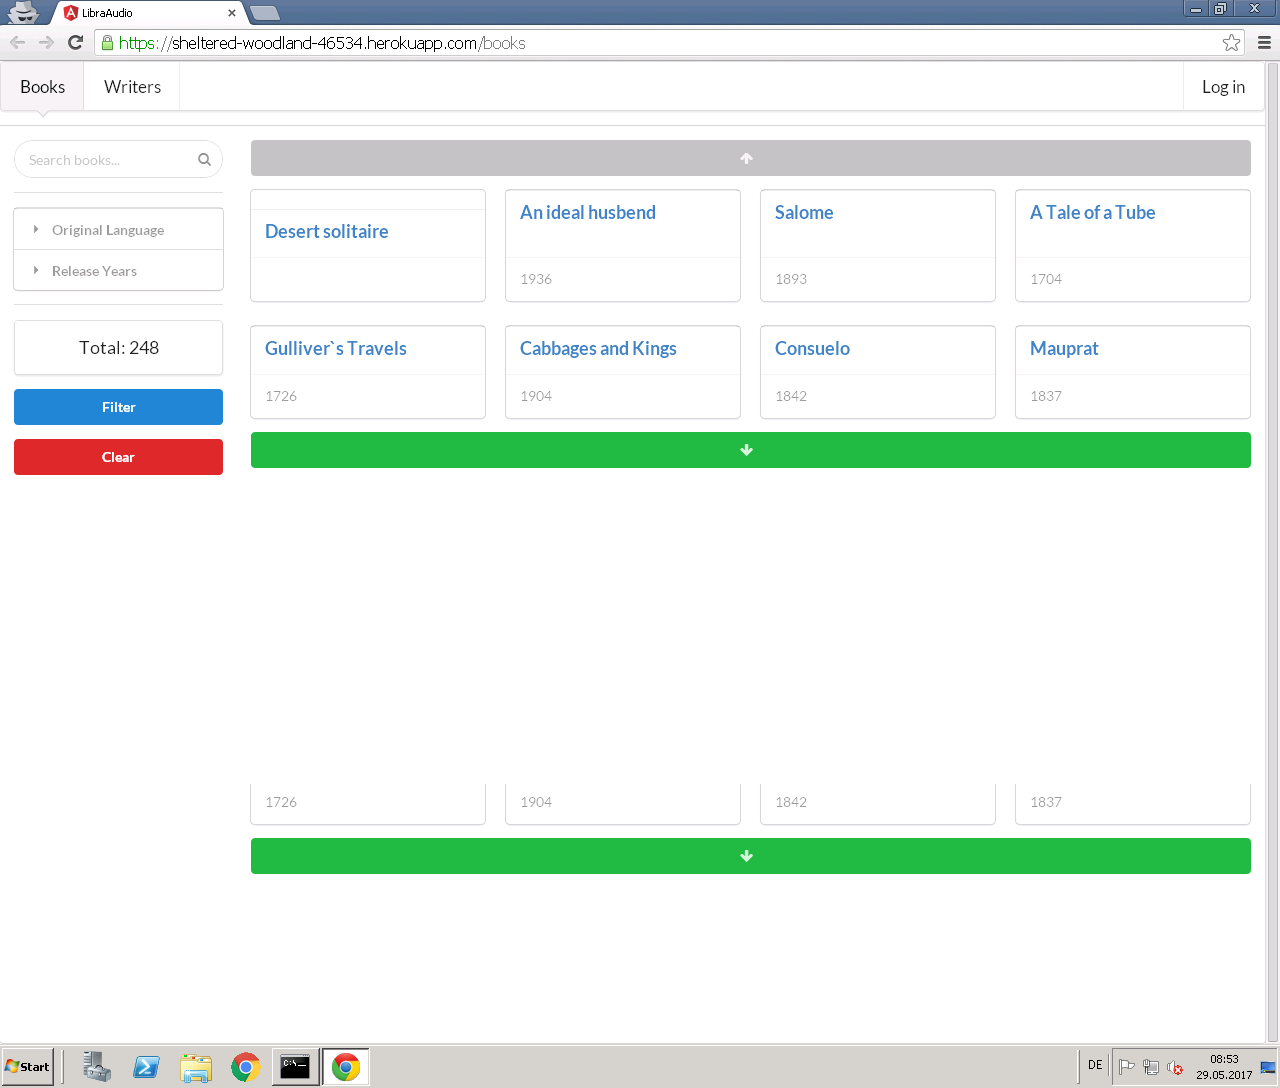 LibraAudio
https://sheltered-woodland-46534.herokuapp.com/books
Books Writers Log in
Search books...
Original Language
Release Years
Total: 248
Filter
Clear
Desert solitaire
An ideal husbend
1936
Salome
1893
A Tale of a Tube
1704
Gulliver`s Travels
1726
Cabbages and Kings
1904
Consuelo
1842
Mauprat
1837
1726 1904 1842 1837
Start
C:\_
DE
08:53
29.05.2017